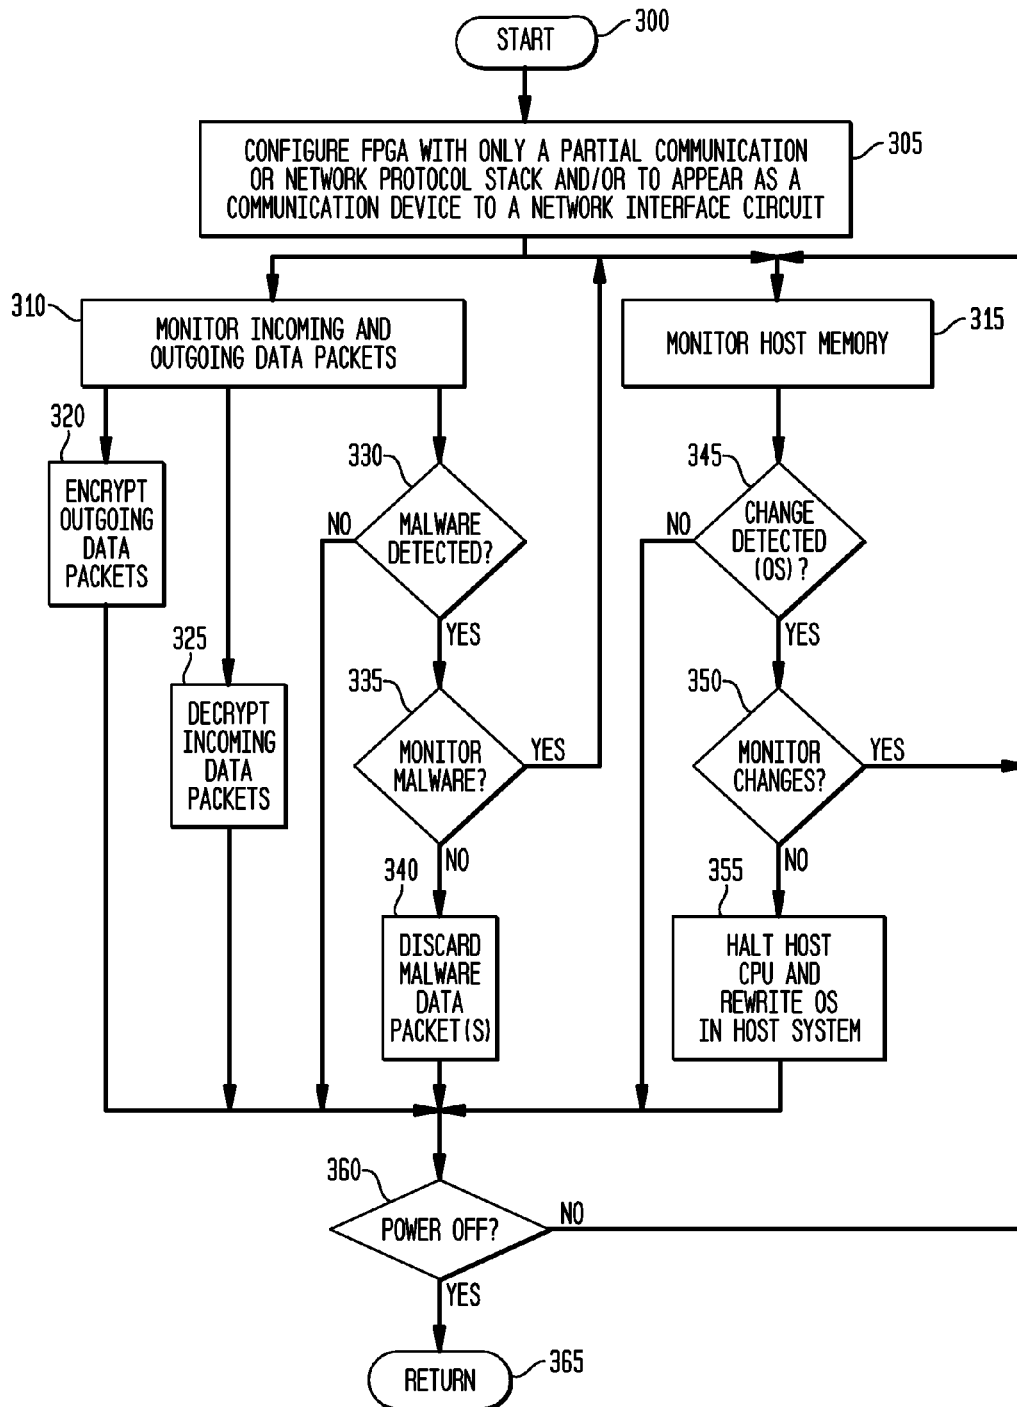 START
300
CONFIGURE FPGA WITH ONLY A PARTIAL COMMUNICATION
OR NETWORK PROTOCOL STACK AND/OR TO APPEAR AS A
COMMUNICATION DEVICE TO A NETWORK INTERFACE CIRCUIT
305
310
MONITOR INCOMING AND
OUTGOING DATA PACKETS
MONITOR HOST MEMORY
315
320
ENCRYPT
OUTGOING
DATA
PACKETS
325
DECRYPT
INCOMING
DATA
PACKETS
330
NO
MALWARE
DETECTED?
YES
335
MONITOR
MALWARE?
YES
NO
340
DISCARD
MALWARE
DATA
PACKET(S)
345
NO
CHANGE
DETECTED
(OS)?
YES
350
MONITOR
CHANGES?
YES
NO
355
HALT HOST
CPU AND
REWRITE OS
IN HOST SYSTEM
360
POWER OFF?
NO
YES
RETURN
365